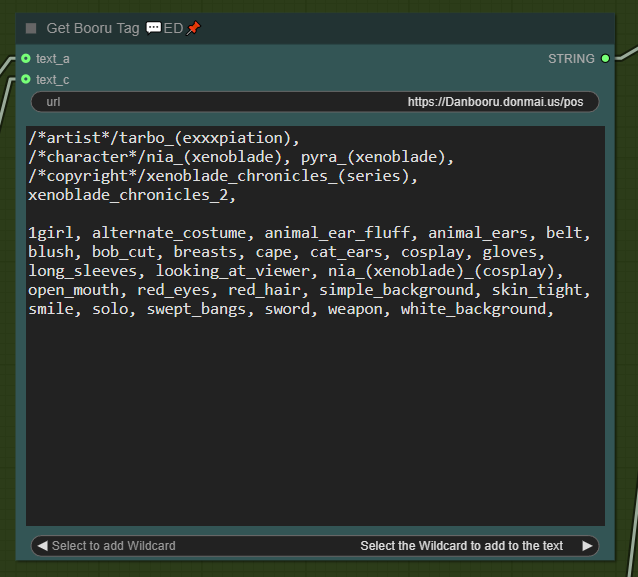 Get Booru Tag 💬ED📌
text_a
STRING
text_c
url
https://Danbooru.donmai.us/pos
/*artist*/tarbo_(exxxpiation),
/*character*/nia_(xenoblade), pyra_(xenoblade),
/*copyright*/xenoblade_chronicles_(series),
xenoblade_chronicles_2,
1girl, alternate_costume, animal_ear_fluff, animal_ears, belt,
blush, bob_cut, breasts, cape, cat_ears, cosplay, gloves,
long_sleeves, looking_at_viewer, nia_(xenoblade)_(cosplay),
open_mouth, red_eyes, red_hair, simple_background, skin_tight,
smile, solo, swept_bangs, sword, weapon, white_background,
Select to add Wildcard
Select the Wildcard to add to the text